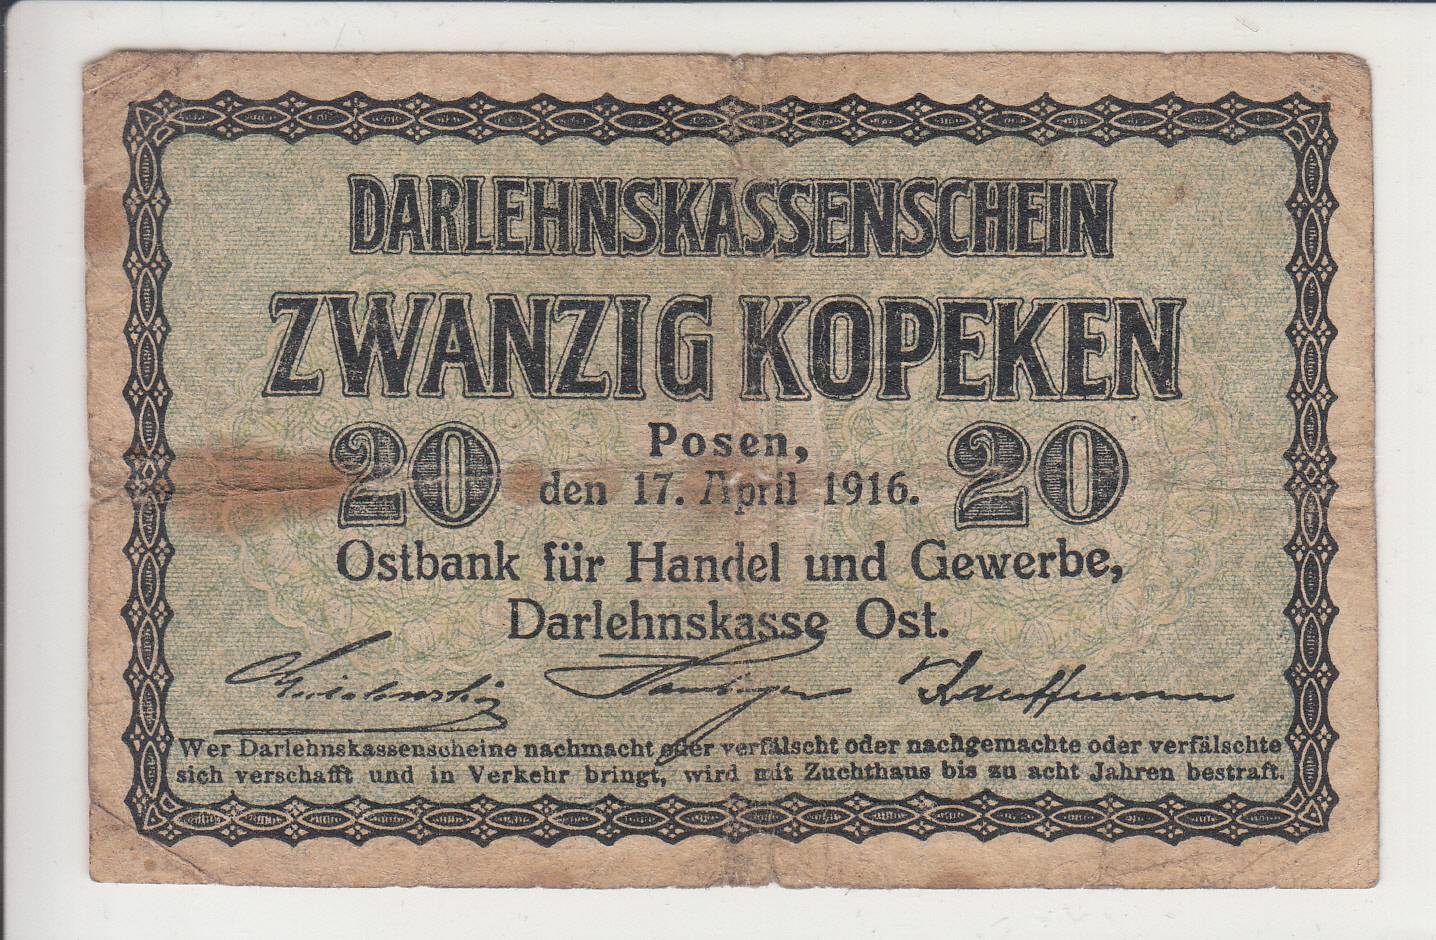 DARLEHNSKASSENSCHEIN
ZWANZIG KOPEKEN
20 Posen, 20
den 17. April 1916.
Ostbank für Handel und Gewerbe,
Darlehnskasse Ost.
Kauffmann
Wer Darlehnskassenscheine nachmacht oder verfälscht oder nachgemachte oder verfälschte
sich verschafft und in Verkehr bringt, wird mit Zuchthaus bis zu acht Jahren bestraft.